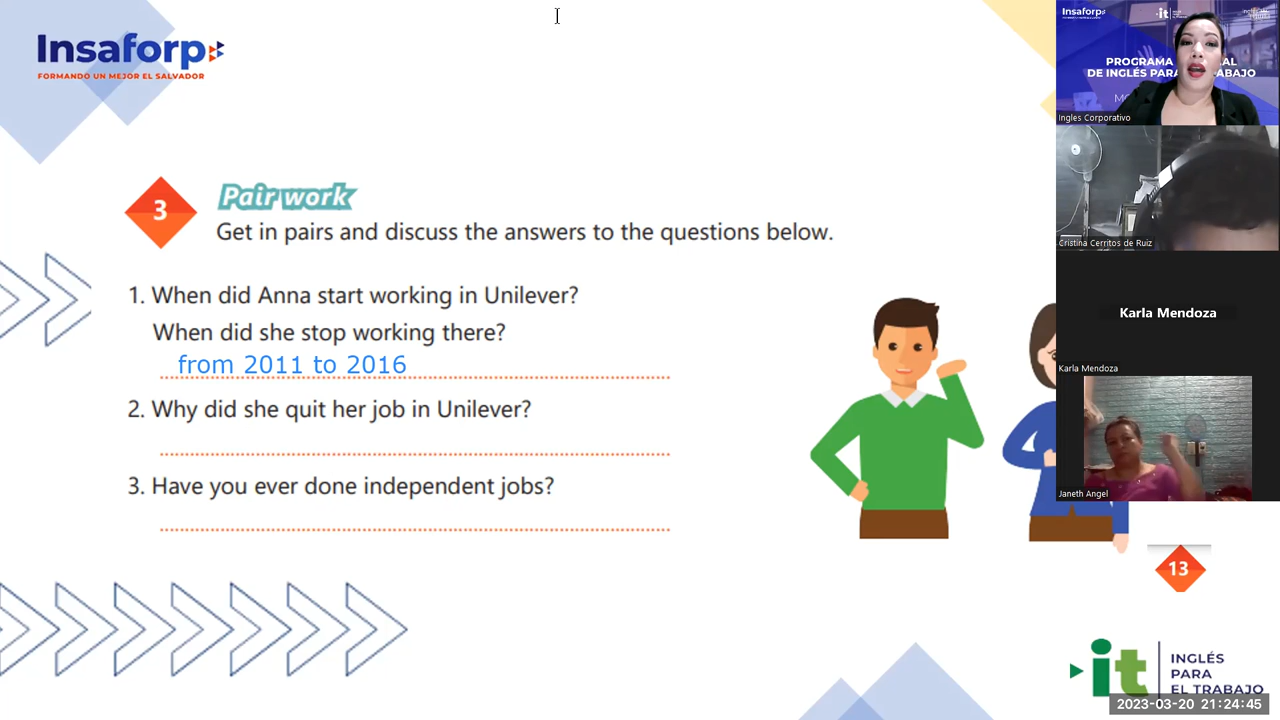 Insaforp
FORMANDO UN MEJOR EL SALVADOR
3
Pair work
Get in pairs and discuss the answers to the questions below.
1. When did Anna start working in Unilever?
When did she stop working there?
from 2011 to 2016
2. Why did she quit her job in Unilever?
3. Have you ever done independent jobs?
Insaforp
it
PROGRAMA
AL
DE INGLÉS PARA
ABAJO
Ingles Corporativo
Cristina Cerritos de Ruiz
Karla Mendoza
Karla Mendoza
Janeth Angel
13
it
INGLÉS
PARA
EL TRABAJO
2023-03-20 21:24:45